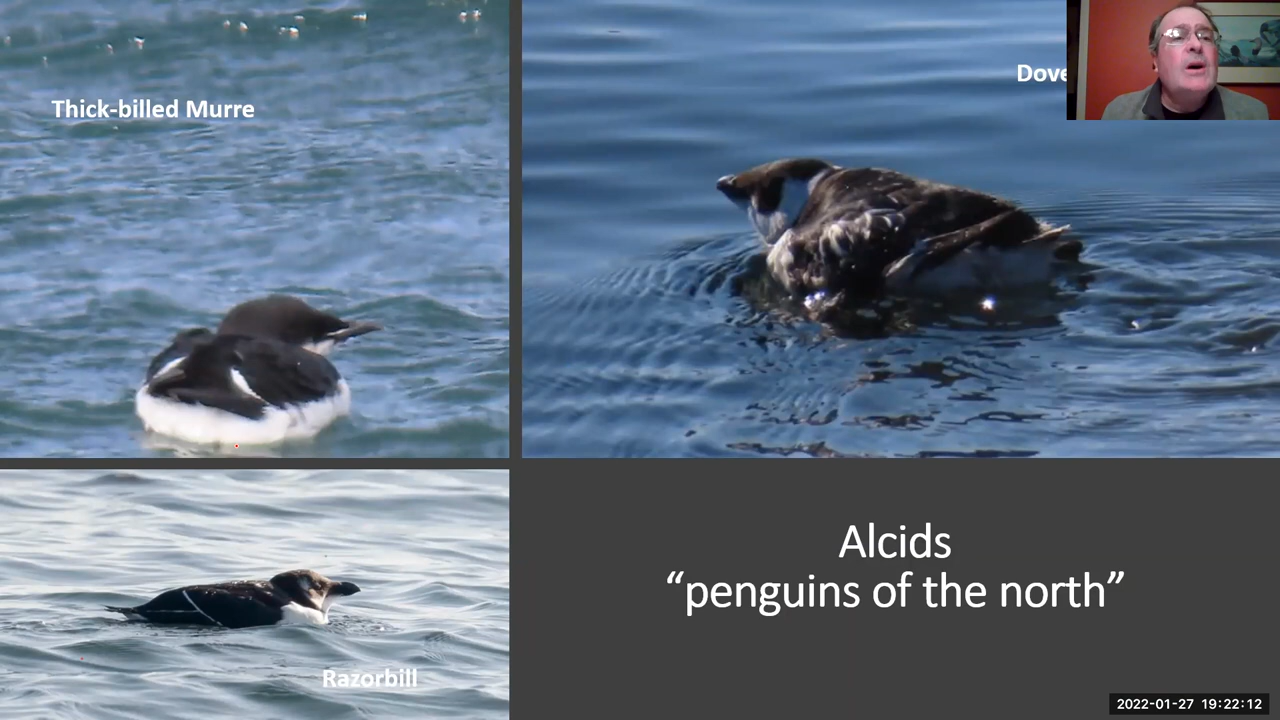 Thick-billed Murre
Dove
Razorbill
Alcids
“penguins of the north”
2022-01-27 19:22:12